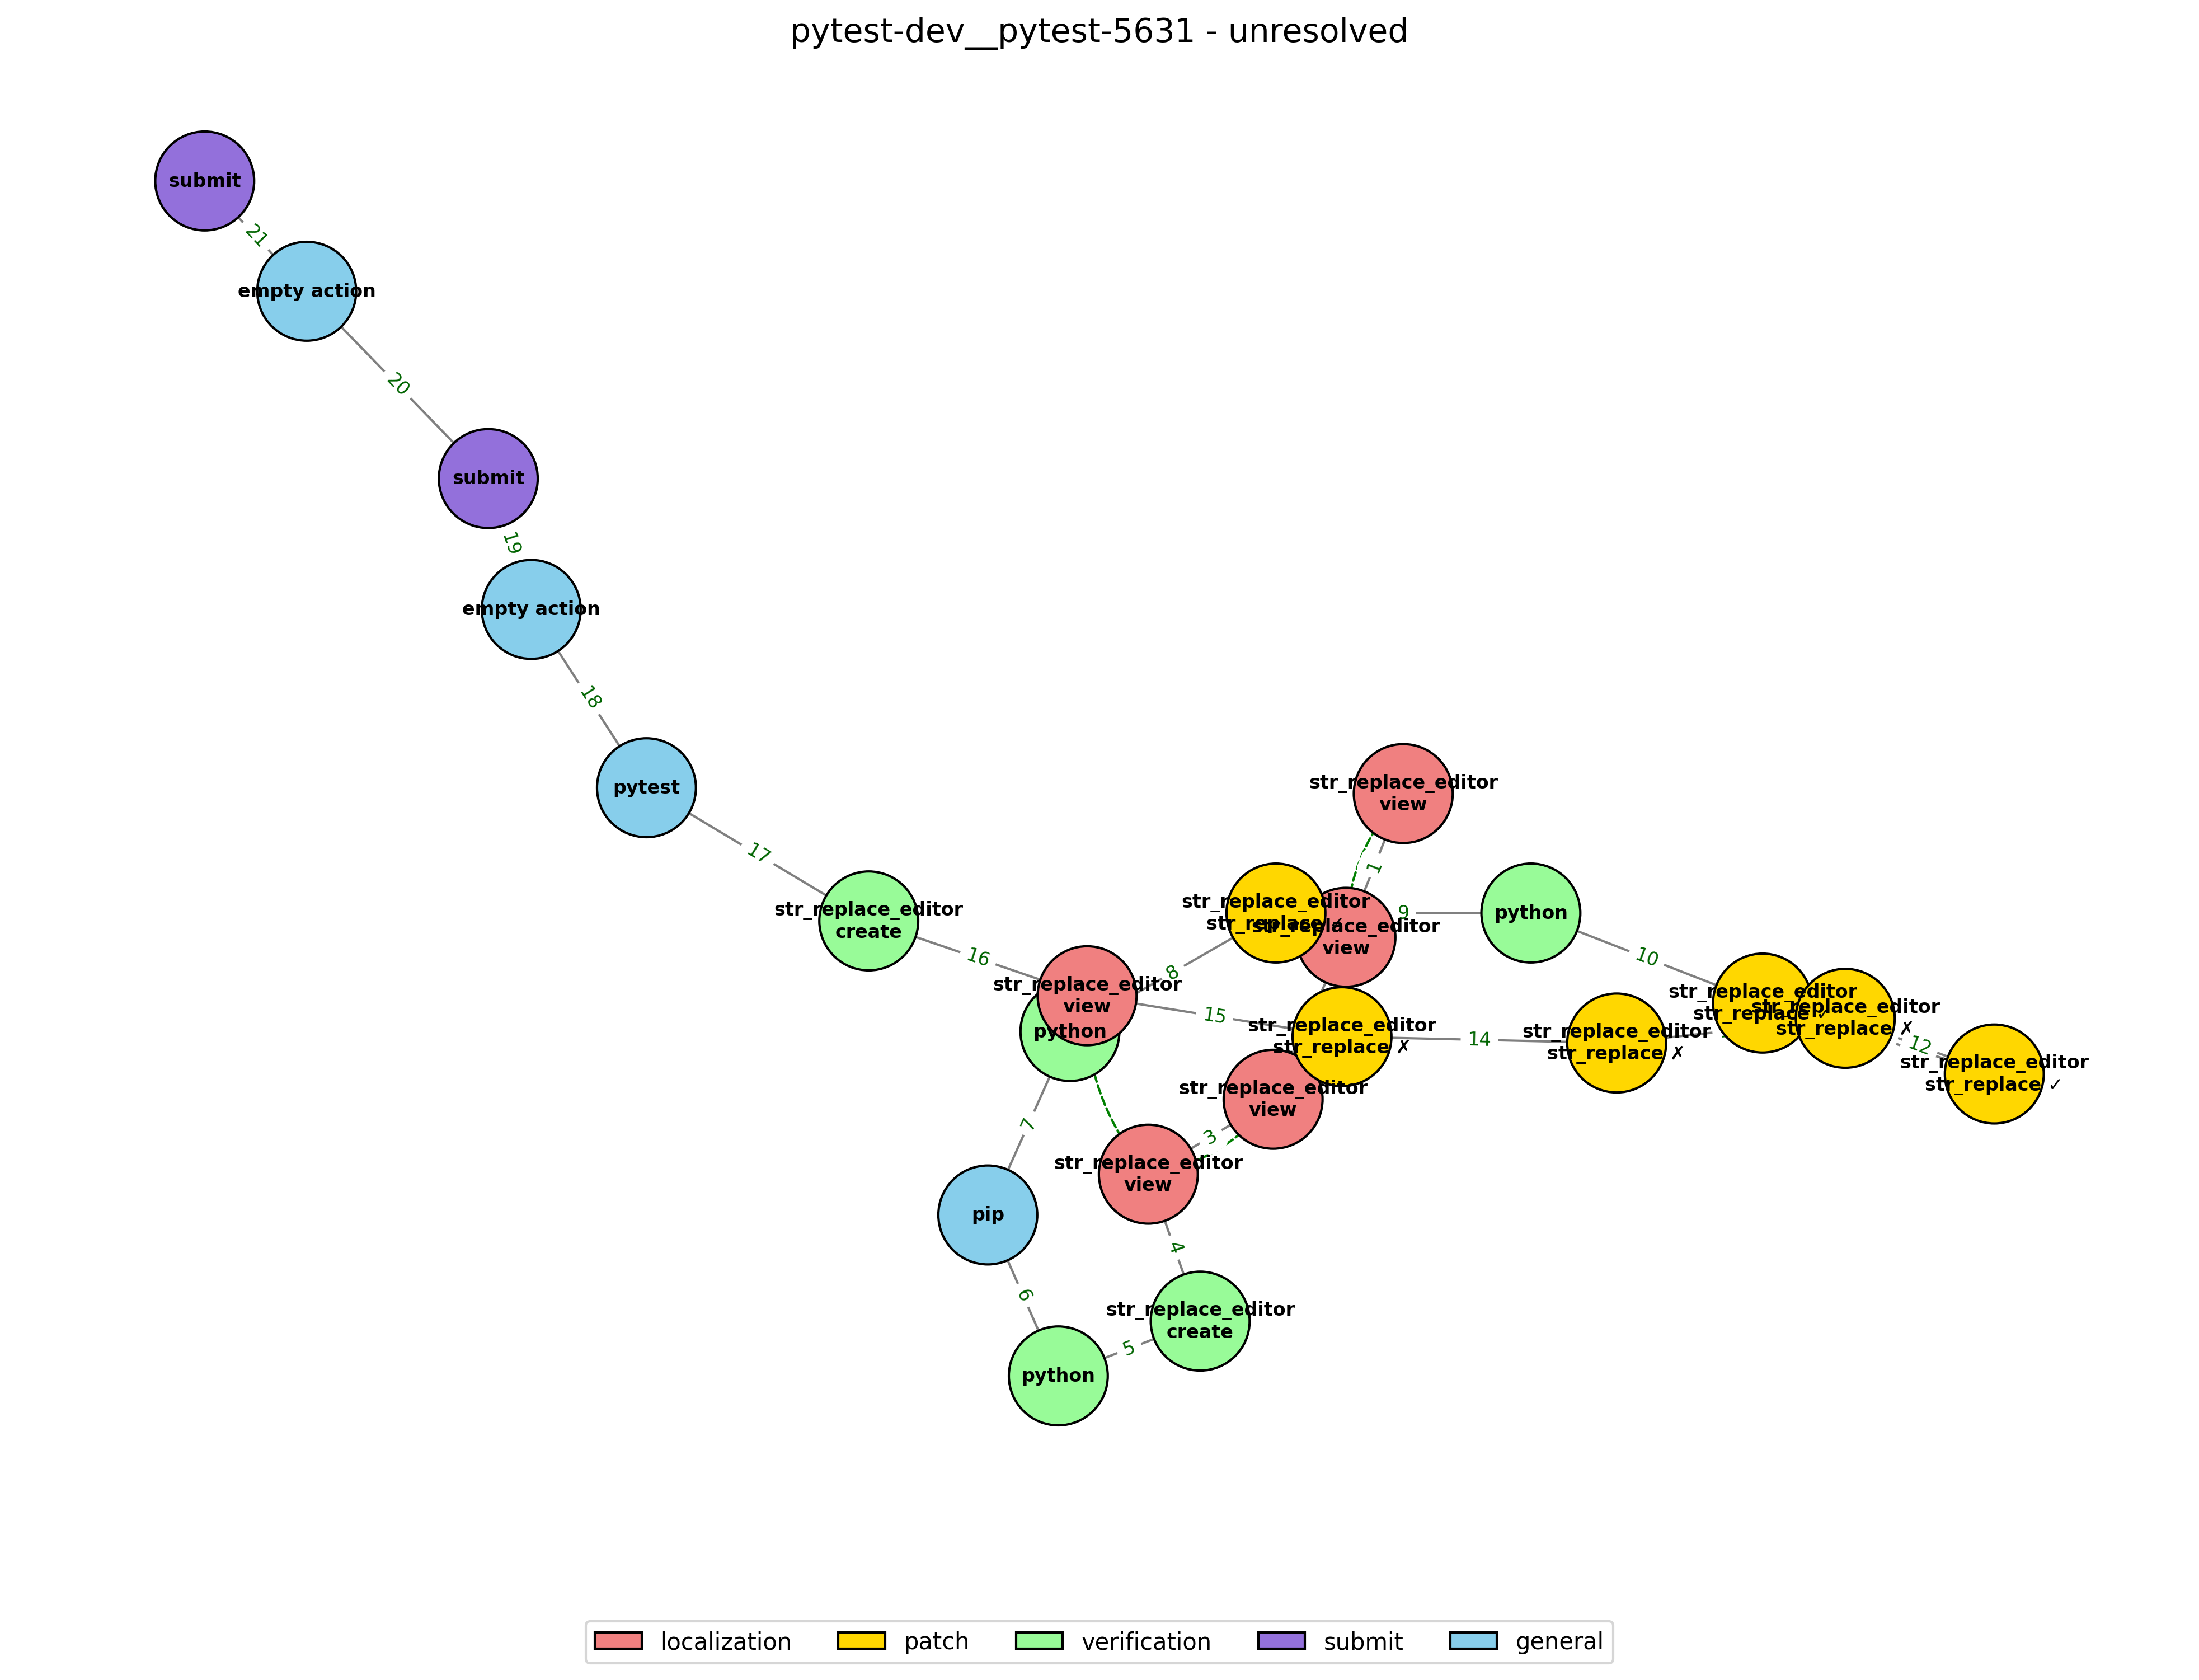 pytest-dev__pytest-5631 - unresolved
submit
21
empty action
20
submit
19
empty action
18
pytest
17
str_replace_editor
create
16
str_replace_editor
view
1
str_replace_editor
str_replace
str_replace_editor
view
9
python
10
8
str_replace_editor
view
python
15
str_replace_editor
str_replace ✗
14
str_replace_editor
str_replace ✗
str_replace_editor
str_replace ✓
str_replace_editor
str_replace ✗
12
str_replace_editor
str_replace ✓
str_replace_editor
view
3
str_replace_editor
view
7
pip
4
6
str_replace_editor
create
5
python
localization
patch
verification
submit
general